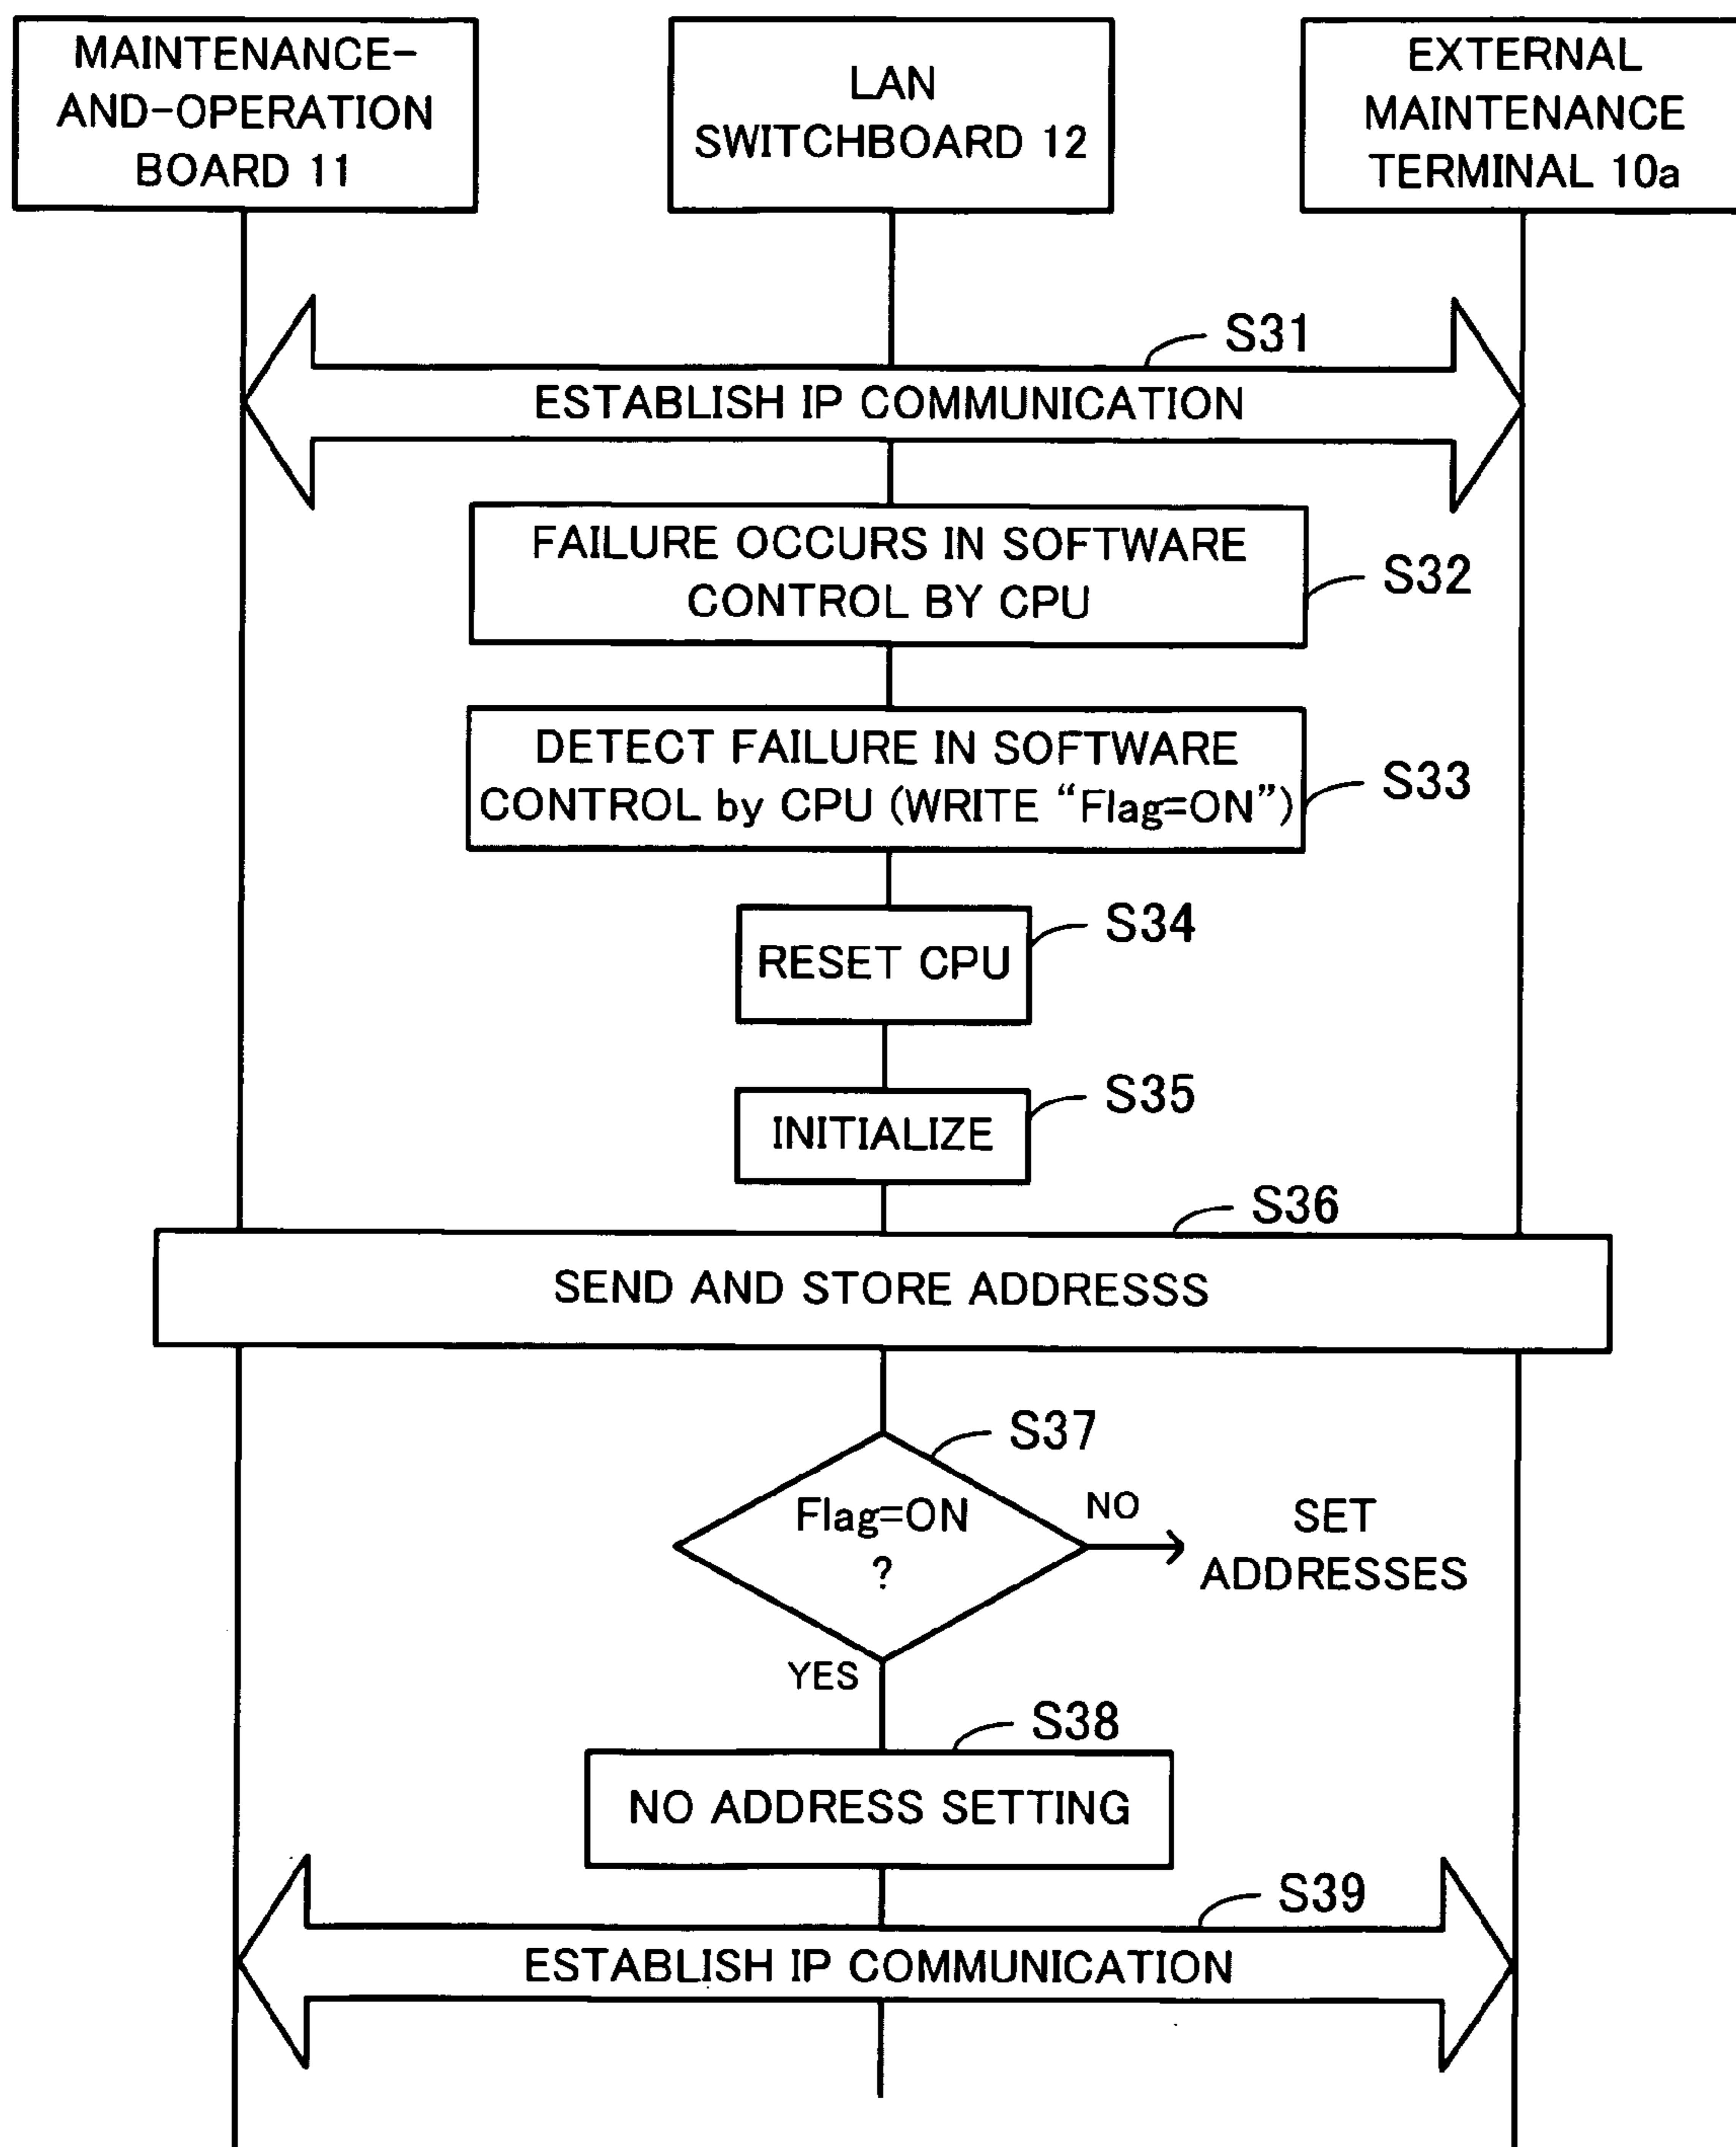 MAINTENANCE-
AND-OPERATION
BOARD 11
LAN
SWITCHBOARD 12
EXTERNAL
MAINTENANCE
TERMINAL 10a
S31
ESTABLISH IP COMMUNICATION
FAILURE OCCURS IN SOFTWARE
CONTROL BY CPU
S32
DETECT FAILURE IN SOFTWARE
CONTROL by CPU (WRITE “Flag=ON”)
S33
S34
RESET CPU
S35
INITIALIZE
S36
SEND AND STORE ADDRESSS
S37
Flag=ON
?
NO
SET
ADDRESSES
YES
S38
NO ADDRESS SETTING
S39
ESTABLISH IP COMMUNICATION